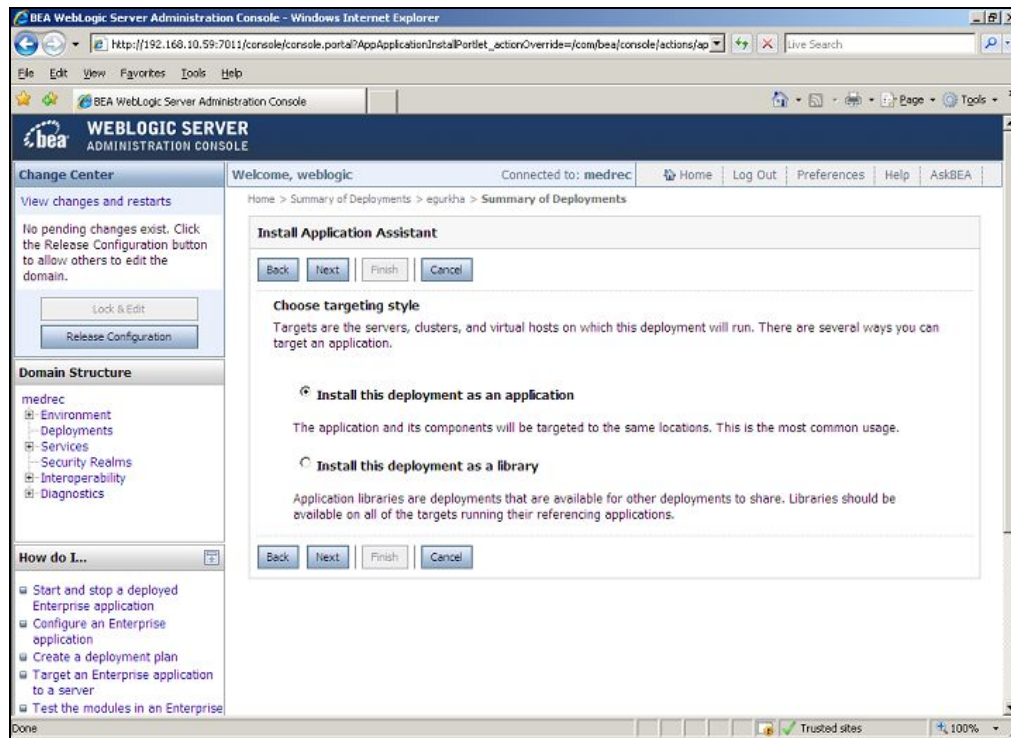 BEA WebLogic Server Administration Console - Windows Internet Explorer
http://192.168.10.59:7011/console/console.portal?AppApplicationInstallPortlet_actionOverride=/com/bea/console/actions/ap
Live Search
File Edit View Favorites Tools Help
BEA WebLogic Server Administration Console
Page Tools
bea WEBLOGIC SERVER
ADMINISTRATION CONSOLE
Change Center
View changes and restarts
No pending changes exist. Click
the Release Configuration button
to allow others to edit the
domain.
Lock & Edit
Release Configuration
Domain Structure
medrec
Environment
Deployments
Services
Security Realms
Interoperability
Diagnostics
How do I...
Start and stop a deployed
Enterprise application
Configure an Enterprise
application
Create a deployment plan
Target an Enterprise application
to a server
Test the modules in an Enterprise
Welcome, weblogic
Connected to: medrec
Home Log Out Preferences Help AskBEA
Home > Summary of Deployments > egurkha > Summary of Deployments
Install Application Assistant
Back Next Finish Cancel
Choose targeting style
Targets are the servers, clusters, and virtual hosts on which this deployment will run. There are several ways you can
target an application.
Install this deployment as an application
The application and its components will be targeted to the same locations. This is the most common usage.
Install this deployment as a library
Application libraries are deployments that are available for other deployments to share. Libraries should be
available on all of the targets running their referencing applications.
Back Next Finish Cancel
Done
Trusted sites
100%